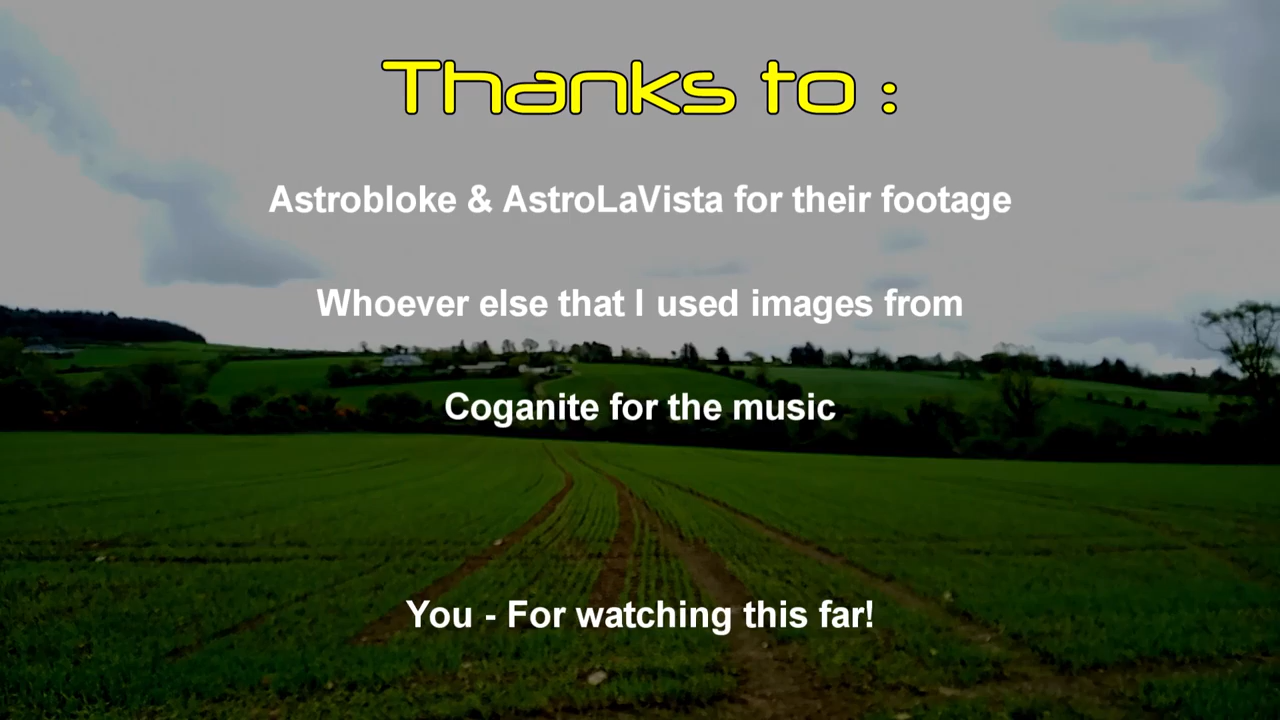 Thanks to :
Astrobloke & AstroLaVista for their footage
Whoever else that I used images from
Coganite for the music
You - For watching this far!